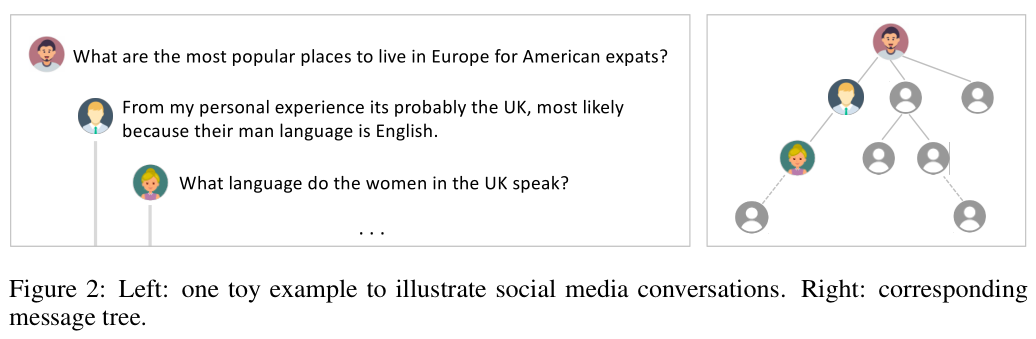 What are the most popular places to live in Europe for American expats?
From my personal experience its probably the UK, most likely
because their man language is English.
What language do the women in the UK speak?
. . .
Figure 2: Left: one toy example to illustrate social media conversations. Right: corresponding
message tree.